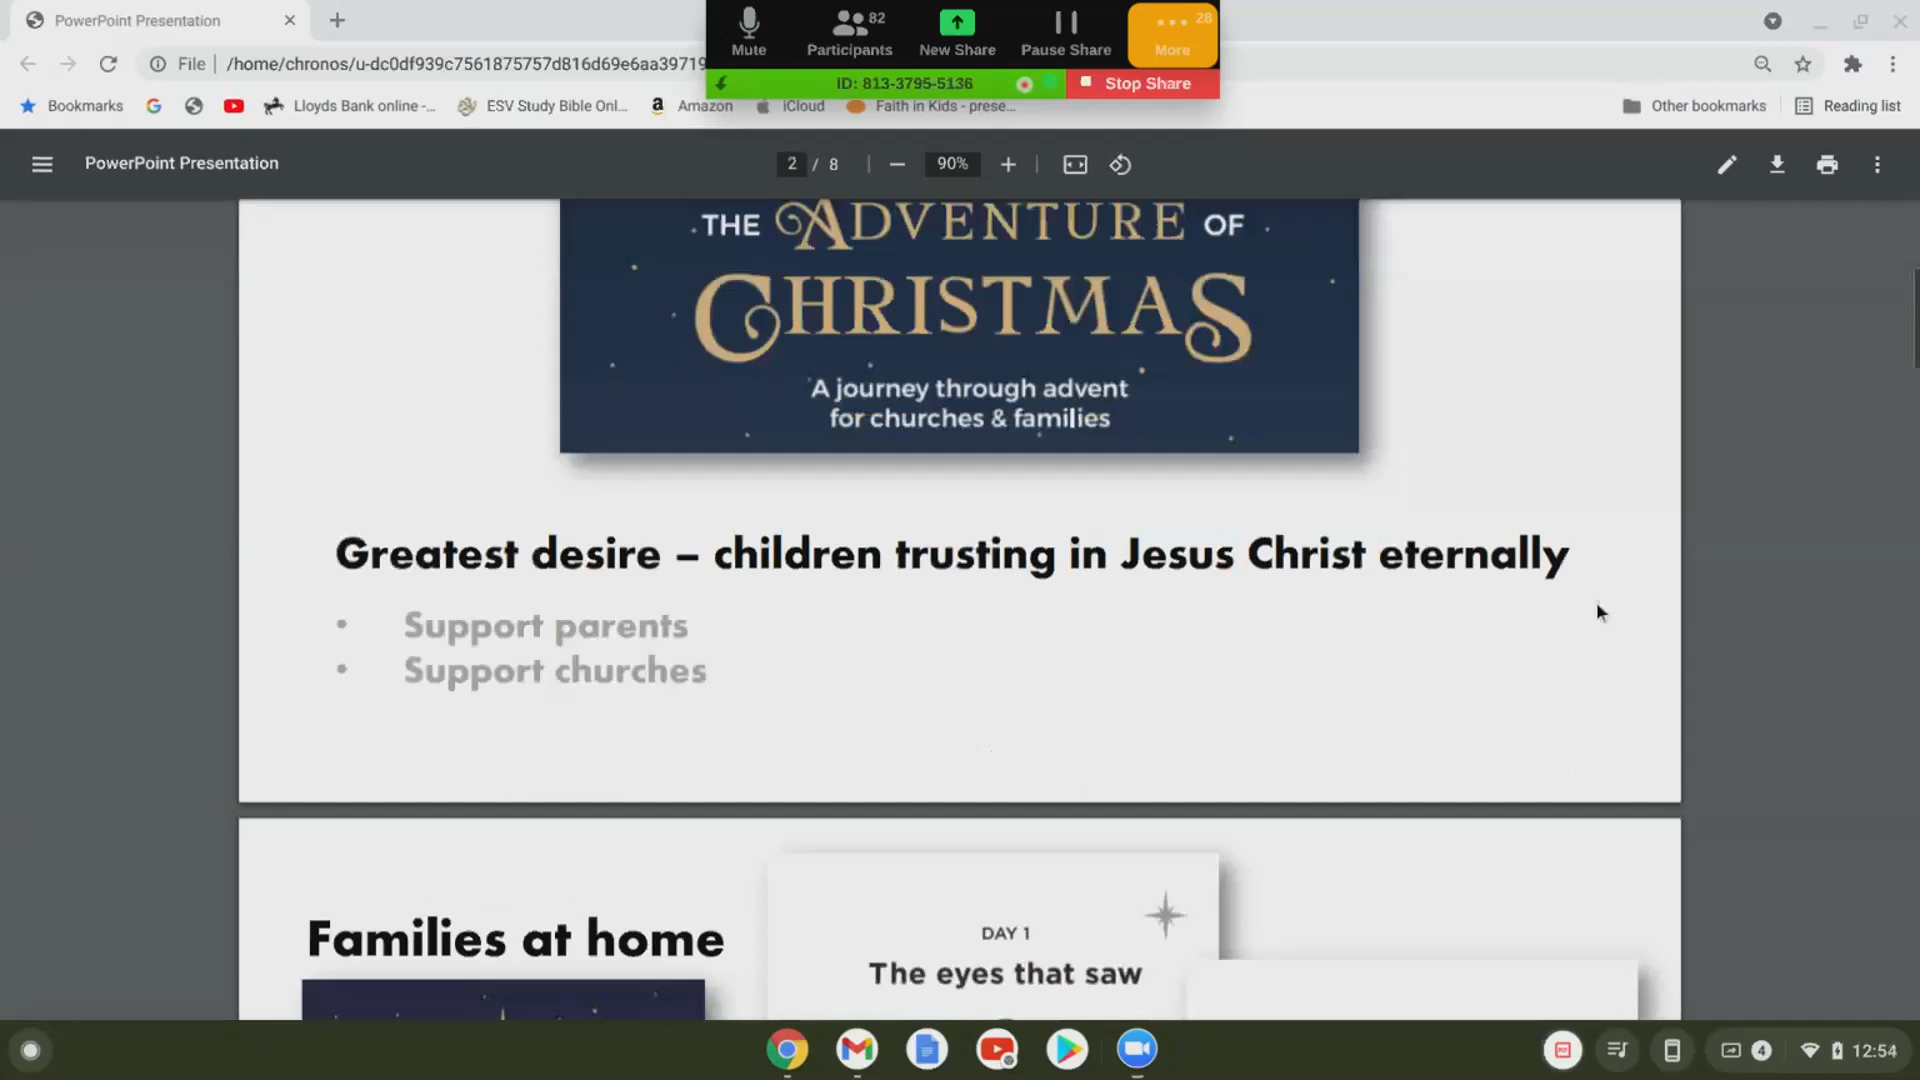 PowerPoint Presentation
Mute
82
Participants
New Share
Pause Share
28
More
File
/home/chronos/u-dc0df939c7561875757d816d69e6aa39719
ID: 813-3795-5136
Stop Share
Bookmarks
Lloyds Bank online -...
ESV Study Bible Onl...
Amazon
iCloud
Faith in Kids - prese...
Other bookmarks
Reading list
PowerPoint Presentation
2 / 8
90%
THE ADVENTURE OF
CHRISTMAS
A journey through advent
for churches & families
Greatest desire – children trusting in Jesus Christ eternally
• Support parents
• Support churches
Families at home
DAY 1
The eyes that saw
4
12:54